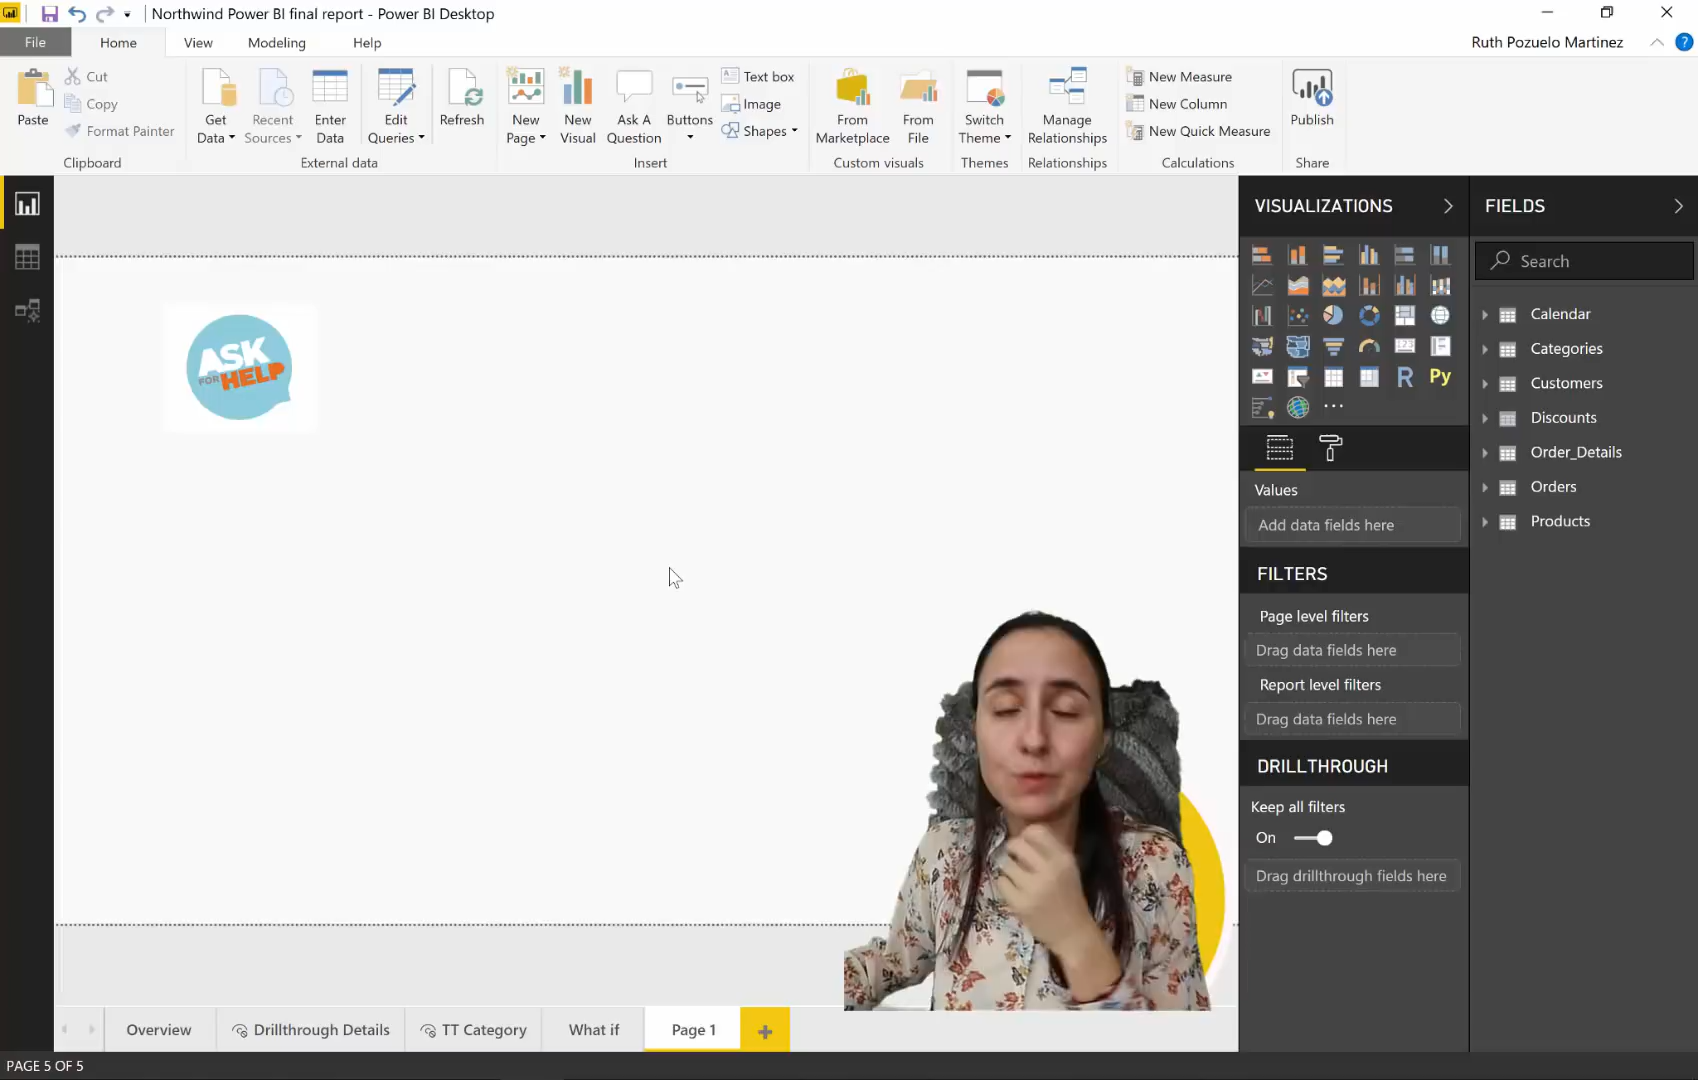 Northwind Power BI final report - Power BI Desktop
File
Home
View
Modeling
Help
Ruth Pozuelo Martinez
?
Paste
Cut
Copy
Format Painter
Clipboard
Get Data
Recent Sources
Enter Data
Edit Queries
Refresh
External data
New Page
New Visual
Ask A Question
Buttons
Text box
Image
Shapes
Insert
From Marketplace
From File
Custom visuals
Switch Theme
Themes
Manage Relationships
Relationships
New Measure
New Column
New Quick Measure
Calculations
Publish
Share
ASK
FOR HELP
VISUALIZATIONS
123
R
Py
Values
Add data fields here
FILTERS
Page level filters
Drag data fields here
Report level filters
Drag data fields here
DRILLTHROUGH
Keep all filters
On
Drag drillthrough fields here
FIELDS
Search
Calendar
Categories
Customers
Discounts
Order_Details
Orders
Products
Overview
Drillthrough Details
TT Category
What if
Page 1
PAGE 5 OF 5